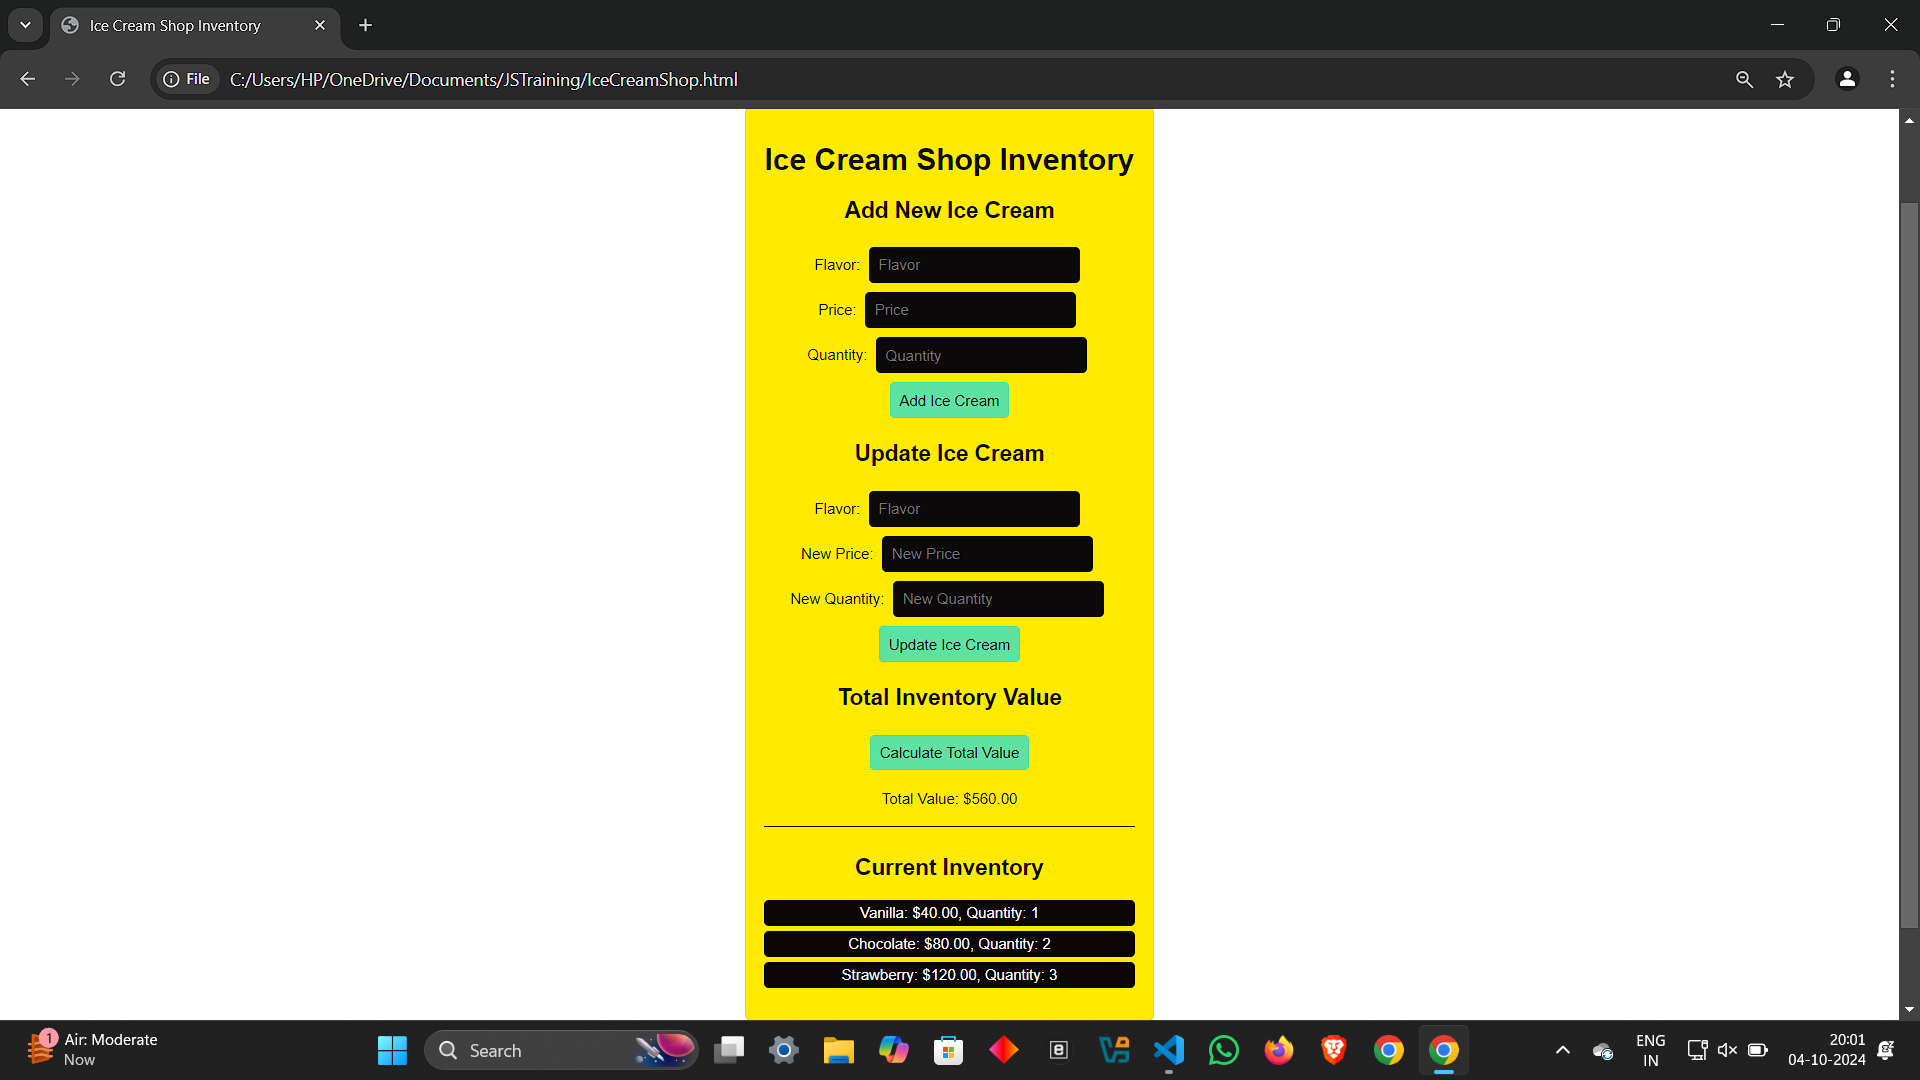 Ice Cream Shop Inventory
File C:/Users/HP/OneDrive/Documents/JSTraining/IceCreamShop.html
Ice Cream Shop Inventory
Add New Ice Cream
Flavor: Flavor
Price: Price
Quantity: Quantity
Add Ice Cream
Update Ice Cream
Flavor: Flavor
New Price: New Price
New Quantity: New Quantity
Update Ice Cream
Total Inventory Value
Calculate Total Value
Total Value: $560.00
Current Inventory
Vanilla: $40.00, Quantity: 1
Chocolate: $80.00, Quantity: 2
Strawberry: $120.00, Quantity: 3
1 Air: Moderate
Now
Search
ENG
IN
20:01
04-10-2024